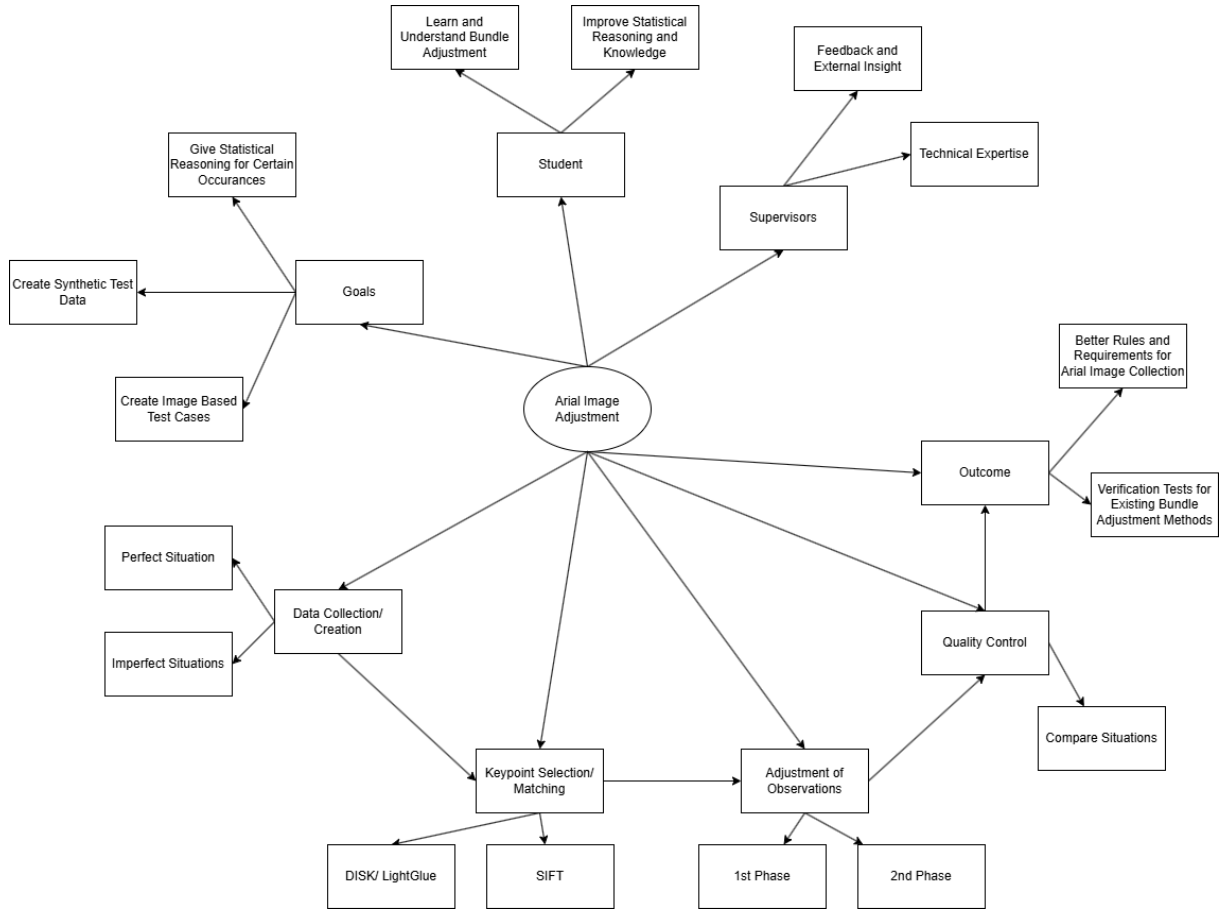 Learn and
Understand Bundle
Adjustment
Improve Statistical
Reasoning and
Knowledge
Feedback and
External Insight
Give Statistical
Reasoning for Certain
Occurances
Student
Technical Expertise
Supervisors
Create Synthetic Test
Data
Goals
Better Rules and
Requirements for
Arial Image Collection
Create Image Based
Test Cases
Arial Image
Adjustment
Outcome
Verification Tests for
Existing Bundle
Adjustment Methods
Perfect Situation
Data Collection/
Creation
Imperfect Situations
Quality Control
Compare Situations
Keypoint Selection/
Matching
Adjustment of
Observations
DISK/ LightGlue
SIFT
1st Phase
2nd Phase